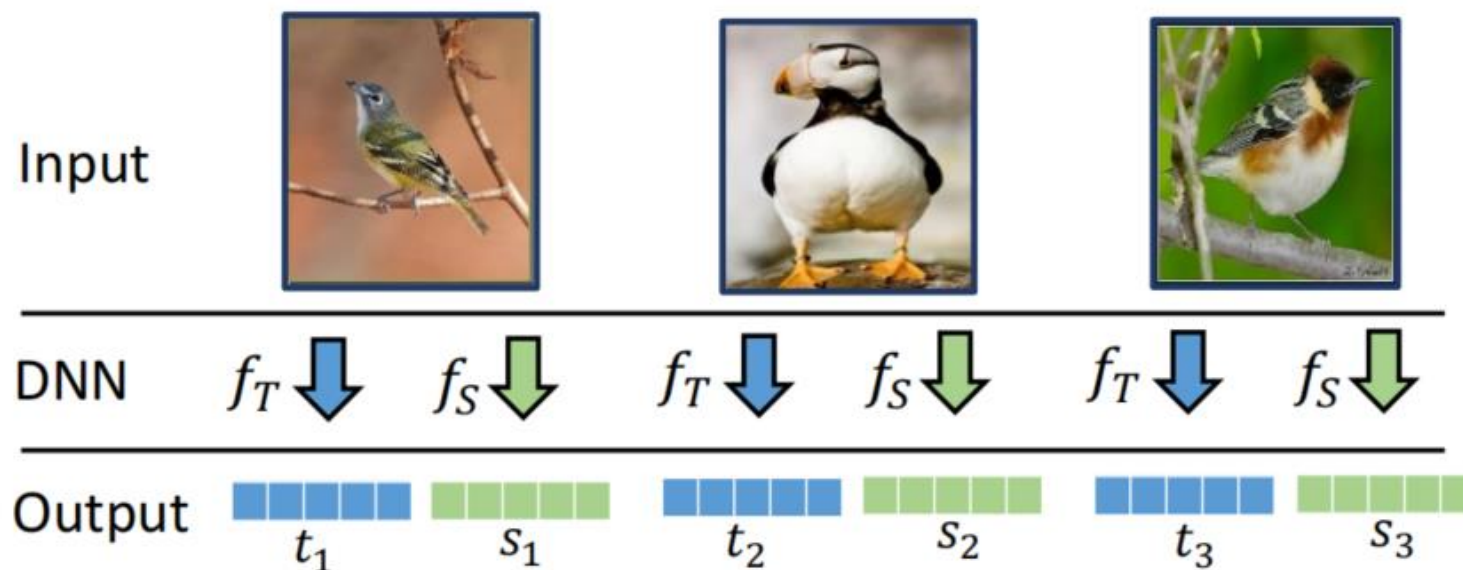 Input
DNN
f_T f_S f_T f_S f_T f_S
Output
t_1 s_1 t_2 s_2 t_3 s_3